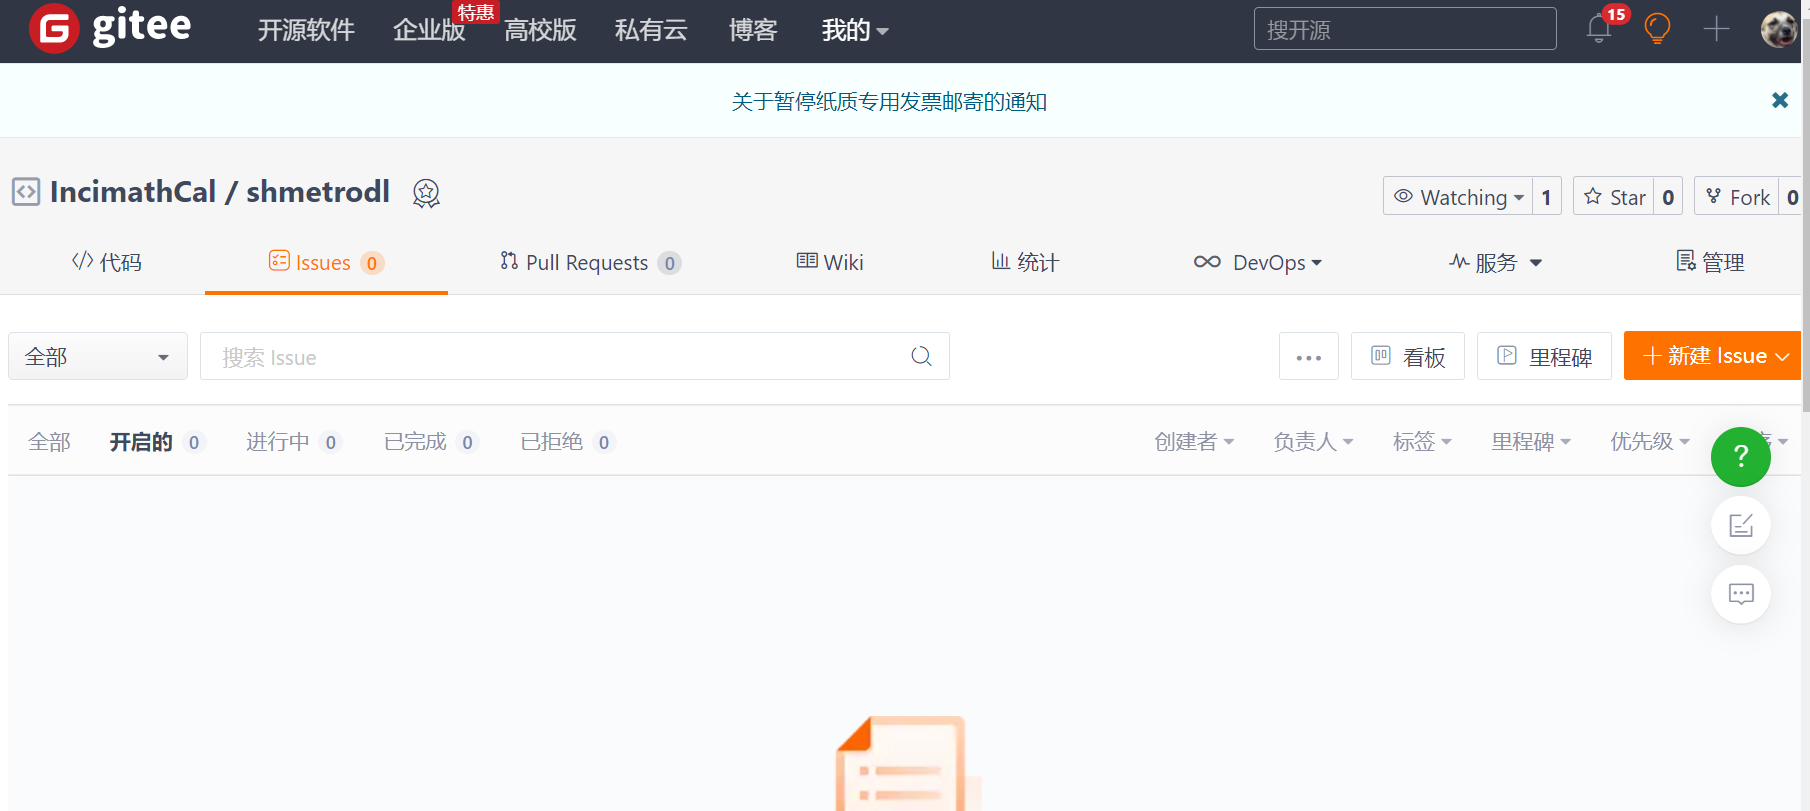 gitee 开源软件 企业版 特惠 高校版 私有云 博客 我的 搜开源 15
关于暂停纸质专用发票邮寄的通知
IncimathCal / shmetrodl Watching 1 Star 0 Fork 0
代码 Issues 0 Pull Requests 0 Wiki 统计 DevOps 服务 管理
全部 搜索 Issue 看板 里程碑 新建 Issue
全部 开启的 0 进行中 0 已完成 0 已拒绝 0 创建者 负责人 标签 里程碑 优先级
?